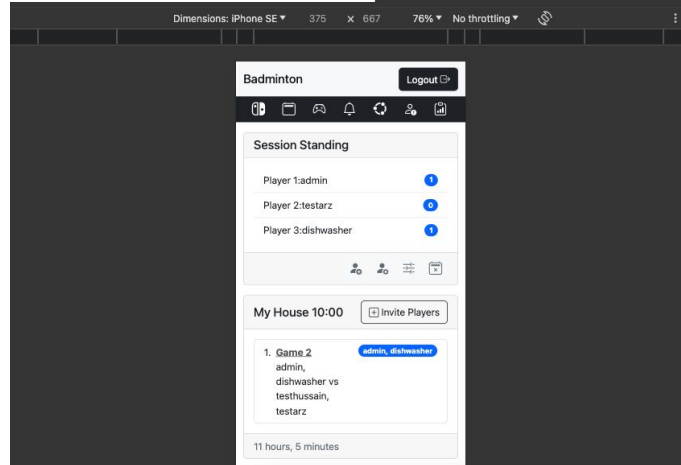 Dimensions: iPhone SE ▼ 375 x 667 76% ▼ No throttling ▼
Badminton Logout
Session Standing
Player 1:admin 1
Player 2:testarz 0
Player 3:dishwasher 1
My House 10:00 Invite Players
1. Game 2 admin, dishwasher
admin,
dishwasher vs
testhussain,
testarz
11 hours, 5 minutes